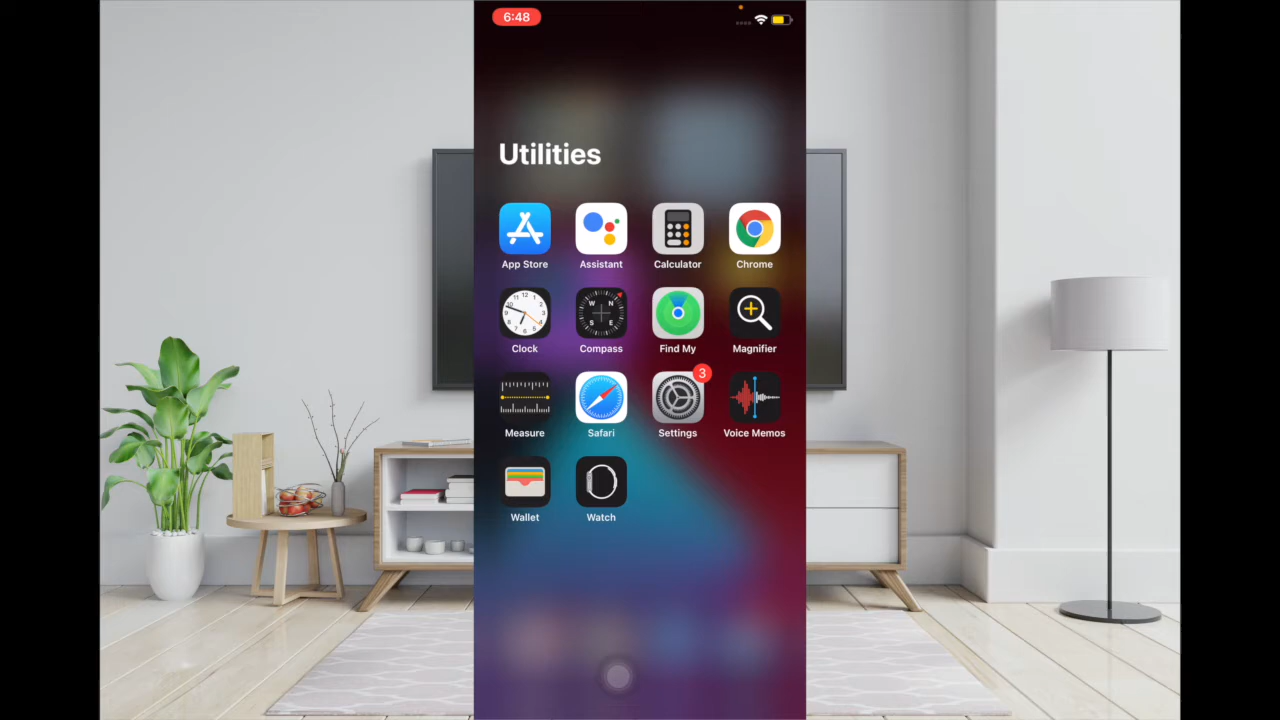 6:48
Utilities
App Store Assistant Calculator Chrome
Clock Compass Find My Magnifier
3
Measure Safari Settings Voice Memos
Wallet Watch